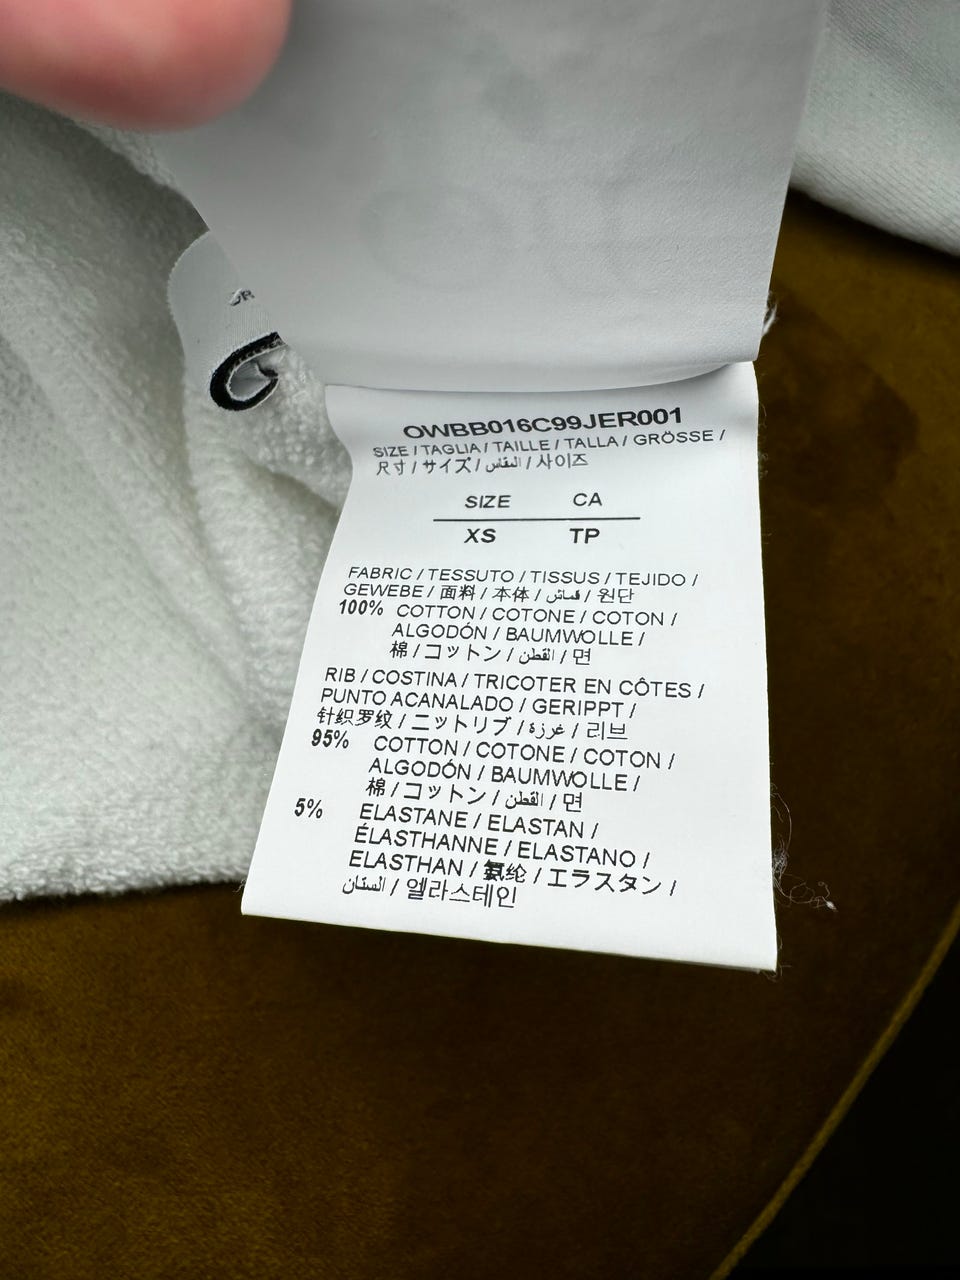 OWBB016C99JER001
SIZE / TAGLIA / TAILLE / TALLA / GRÖSSE /
尺寸 / サイズ / المقاس / 사이즈
SIZE CA
XS TP
FABRIC / TESSUTO / TISSUS / TEJIDO /
GEWEBE / 面料 / 本体 / قماش / 원단
100% COTTON / COTONE / COTON /
ALGODÓN / BAUMWOLLE /
棉 / コットン / القطن / 면
RIB / COSTINA / TRICOTER EN CÔTES /
PUNTO ACANALADO / GERIPPT /
针织罗纹 / ニットリブ / غرزة / 리브
95% COTTON / COTONE / COTON /
ALGODÓN / BAUMWOLLE /
棉 / コットン / القطن / 면
5% ELASTANE / ELASTAN /
ÉLASTHANNE / ELASTANO /
ELASTHAN / 氨纶 / エラスタン /
/ 엘라스테인